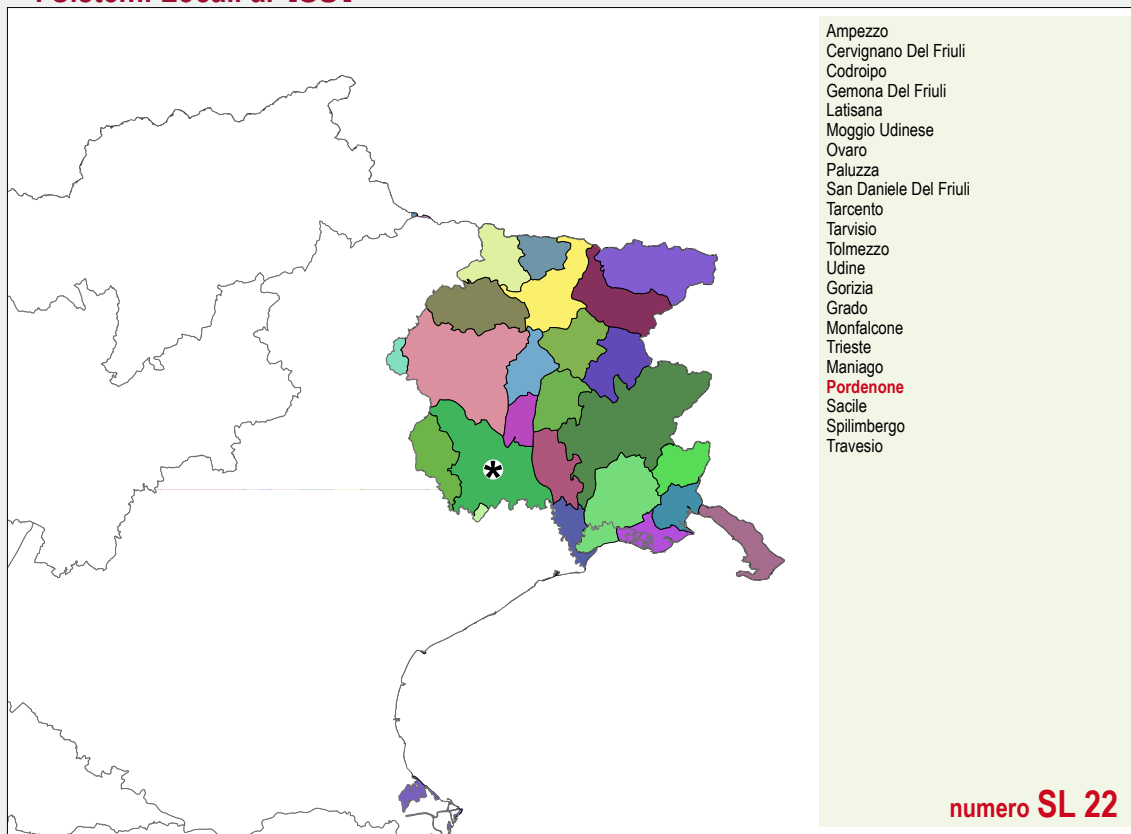 Ampezzo
Cervignano Del Friuli
Codroipo
Gemona Del Friuli
Latisana
Moggio Udinese
Ovaro
Paluzza
San Daniele Del Friuli
Tarcento
Tarvisio
Tolmezzo
Udine
Gorizia
Grado
Monfalcone
Trieste
Maniago
Pordenone
Sacile
Spilimbergo
Travesio
*
numero SL 22